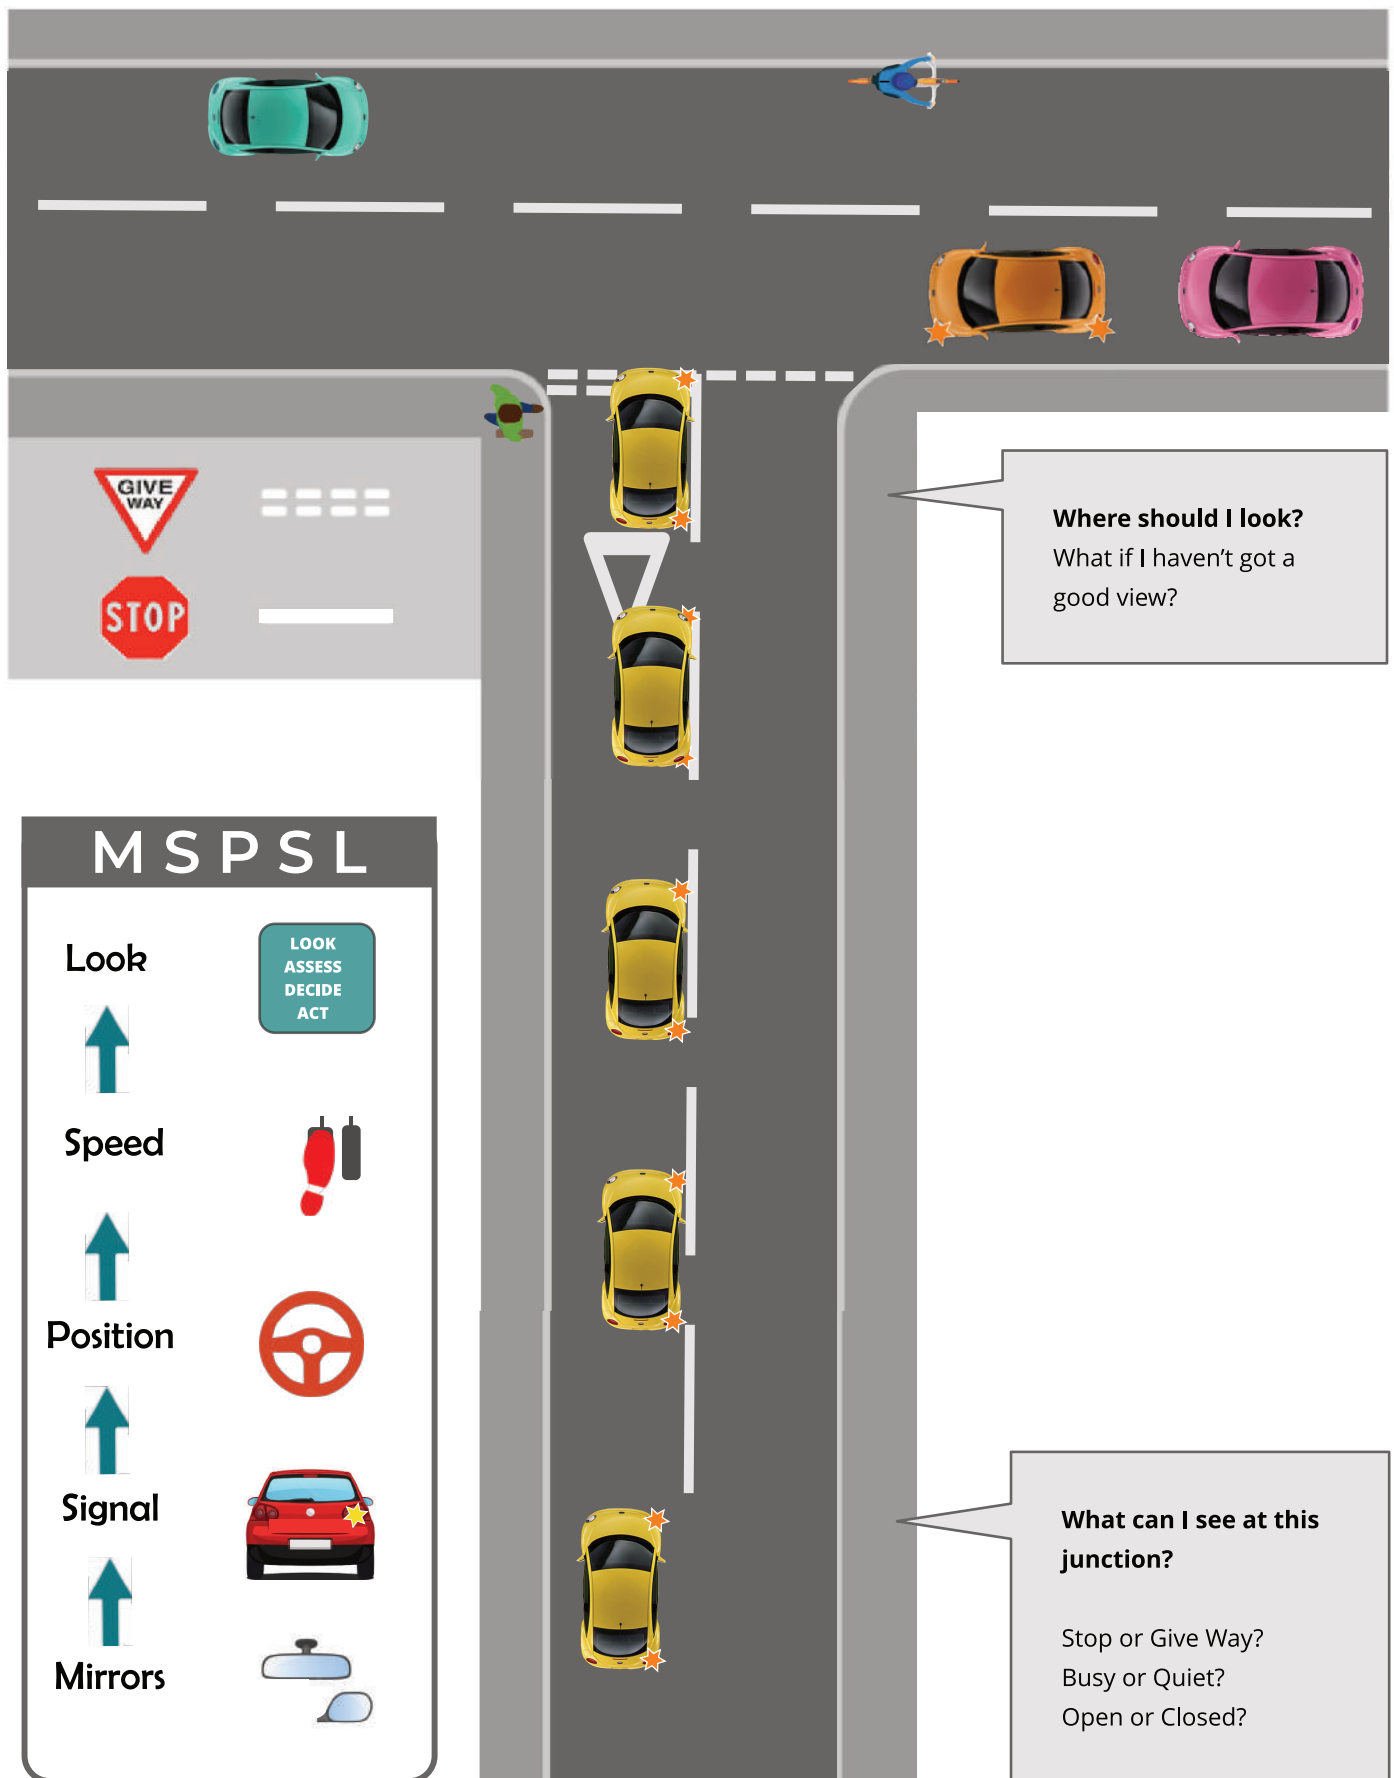 GIVE
WAY
STOP
Where should I look?
What if I haven't got a
good view?
M S P S L
Look
LOOK
ASSESS
DECIDE
ACT
Speed
Position
Signal
Mirrors
What can I see at this
junction?
Stop or Give Way?
Busy or Quiet?
Open or Closed?